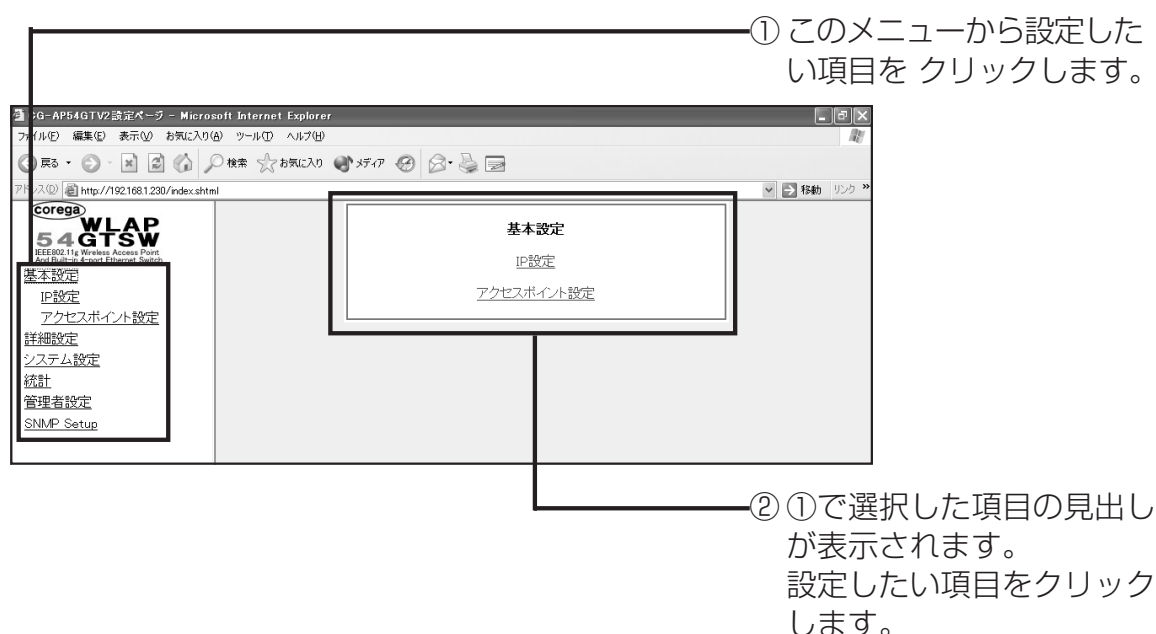 ① このメニューから設定した
い項目を クリックします。
CG-AP54GTV2設定ページ - Microsoft Internet Explorer
ファイル(F) 編集(E) 表示(V) お気に入り(A) ツール(T) ヘルプ(H)
戻る 検索 お気に入り メディア
アドレス(D) http://192.168.1.230/index.shtml 移動 リンク »
corega
WLAP
54GTSW
IEEE802.11g Wireless Access Point
And Built-in 4-port Ethernet Switch
基本設定
IP設定
アクセスポイント設定
詳細設定
システム設定
統計
管理者設定
SNMP Setup
基本設定
IP設定
アクセスポイント設定
② ①で選択した項目の見出し
が表示されます。
設定したい項目をクリック
します。